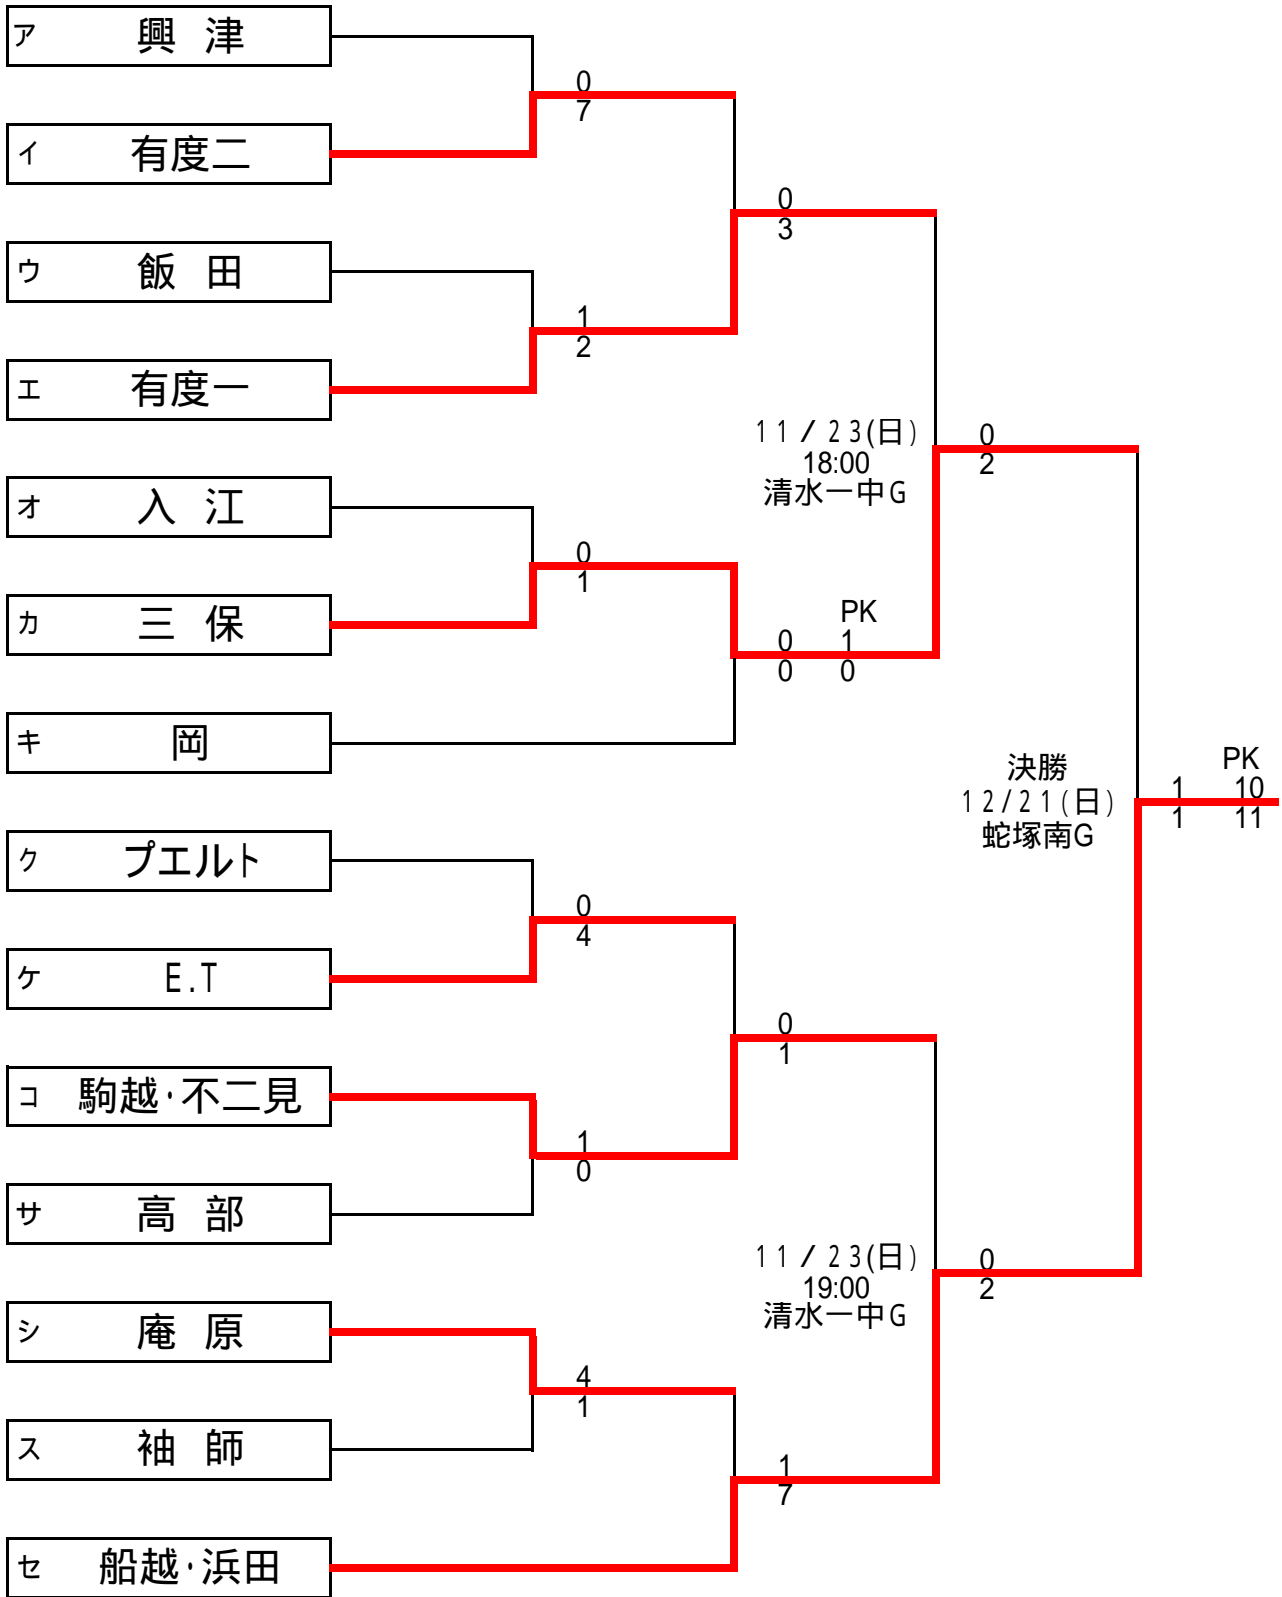 ア 興 津
0
7
イ 有度二
0
3
ウ 飯 田
1
2
エ 有度一
11/23(日)
18:00
清水一中G
0
2
オ 入 江
0
1
カ 三 保
PK
0 1
0 0
キ 岡
決勝
12/21(日)
蛇塚南G
PK
1 10
1 11
ク プエルト
0
4
ケ E.T
0
1
コ 駒越・不二見
1
0
サ 高 部
11/23(日)
19:00
清水一中G
0
2
シ 庵 原
4
1
ス 袖 師
1
7
セ 船越・浜田